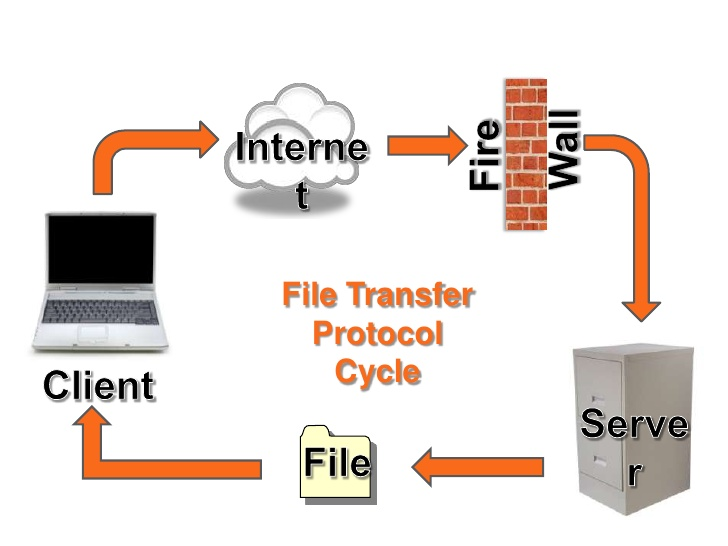 Interne
t
Fire
Wall
File Transfer
Protocol
Cycle
Client
Serve
r
File